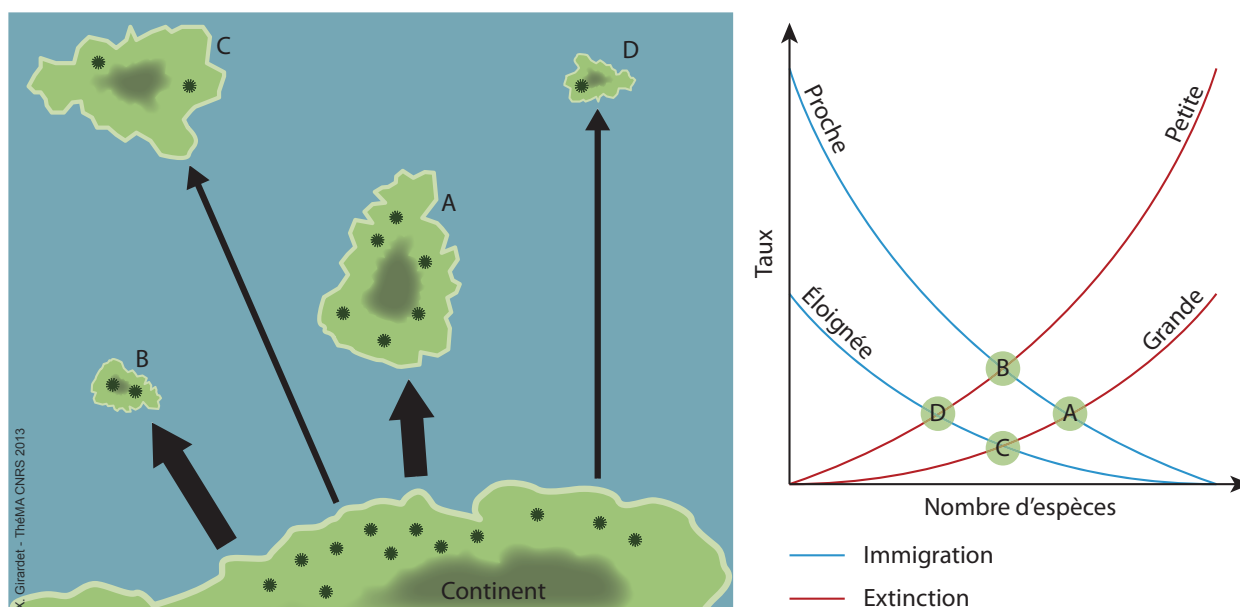 C
D
A
B
Continent
X. Girardet - ThéMA CNRS 2013
Taux
Proche
Éloignée
Petite
Grande
B
D
A
C
Nombre d'espèces
Immigration
Extinction